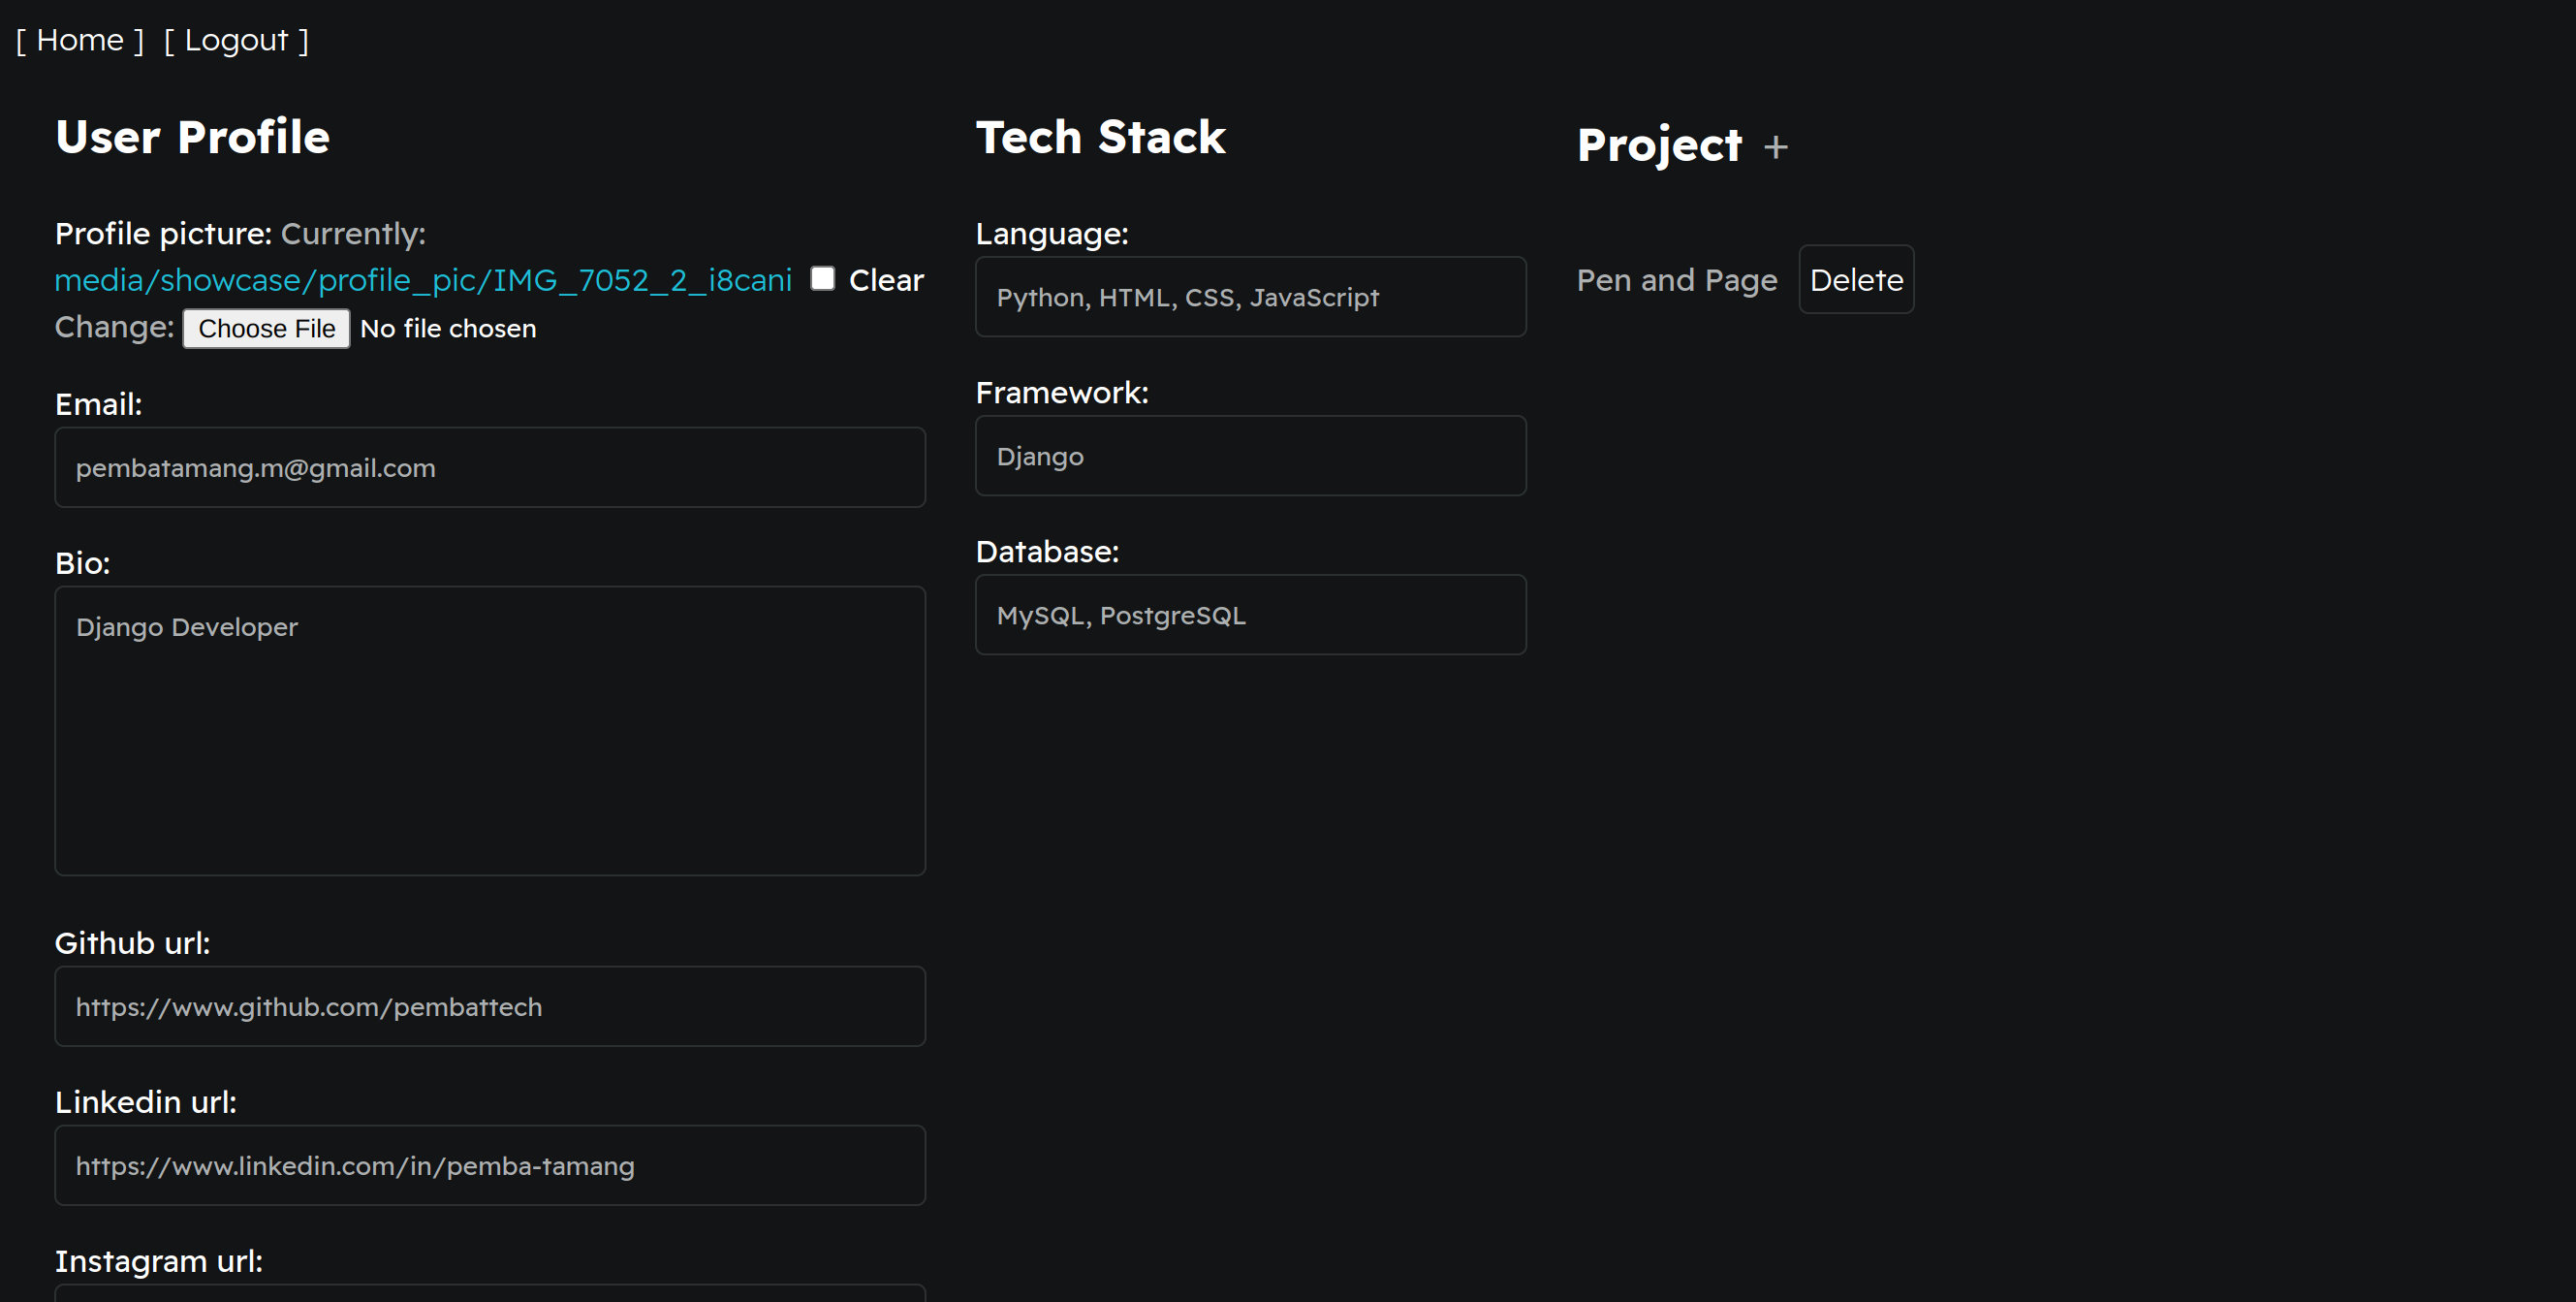 [ Home ] [ Logout ]
User Profile
Profile picture: Currently:
media/showcase/profile_pic/IMG_7052_2_i8cani Clear
Change: Choose File No file chosen
Email:
pembatamang.m@gmail.com
Bio:
Django Developer
Github url:
https://www.github.com/pembattech
Linkedin url:
https://www.linkedin.com/in/pemba-tamang
Instagram url:
Tech Stack
Language:
Python, HTML, CSS, JavaScript
Framework:
Django
Database:
MySQL, PostgreSQL
Project +
Pen and Page Delete